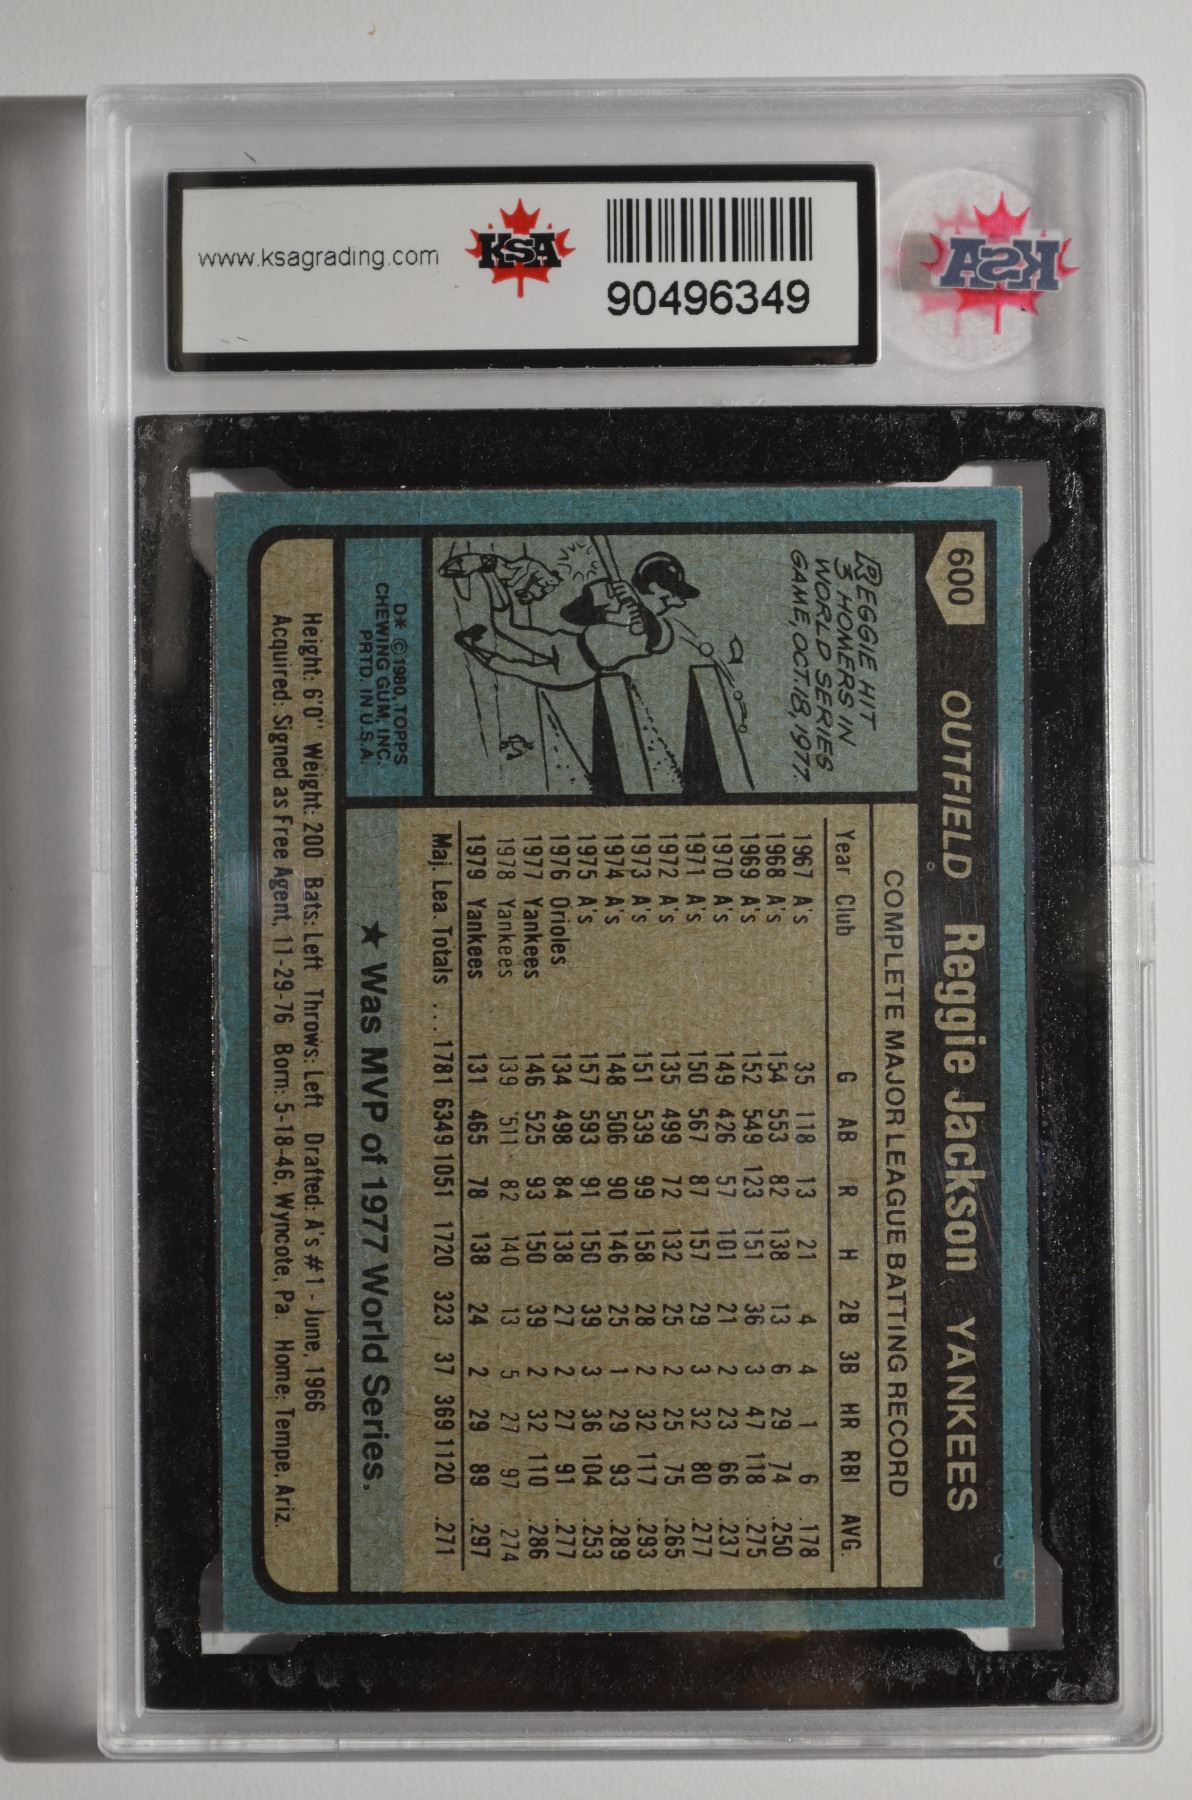 www.ksagrading.com
KSA
90496349
KSA
600
OUTFIELD Reggie Jackson YANKEES
REGGIE HIT
3 HOMERS IN
WORLD SERIES
GAME, OCT. 18, 1977.
D* ©1980, TOPPS
CHEWING GUM, INC.
PRTD. IN U.S.A.
COMPLETE MAJOR LEAGUE BATTING RECORD
Year Club G AB R H 2B 3B HR RBI AVG.
1967 A's 35 118 13 21 4 4 1 6 .178
1968 A's 154 553 82 138 13 6 29 74 .250
1969 A's 152 549 123 151 36 3 47 118 .275
1970 A's 149 426 57 101 21 2 23 66 .237
1971 A's 150 567 87 157 29 3 32 80 .277
1972 A's 135 499 72 132 25 2 25 75 .265
1973 A's 151 539 99 158 28 2 32 117 .293
1974 A's 148 506 90 146 25 1 29 93 .289
1975 A's 157 593 91 150 39 3 36 104 .253
1976 Orioles 134 498 84 138 27 2 27 91 .277
1977 Yankees 146 525 93 150 39 2 32 110 .286
1978 Yankees 139 511 82 140 13 5 27 97 .274
1979 Yankees 131 465 78 138 24 2 29 89 .297
Maj. Lea. Totals ....1781 6349 1051 1720 323 37 369 1120 .271
★ Was MVP of 1977 World Series.
Height: 6'0" Weight: 200 Bats: Left Throws: Left Drafted: A's #1 - June, 1966
Acquired: Signed as Free Agent, 11-29-76 Born: 5-18-46, Wyncote, Pa. Home: Tempe, Ariz.